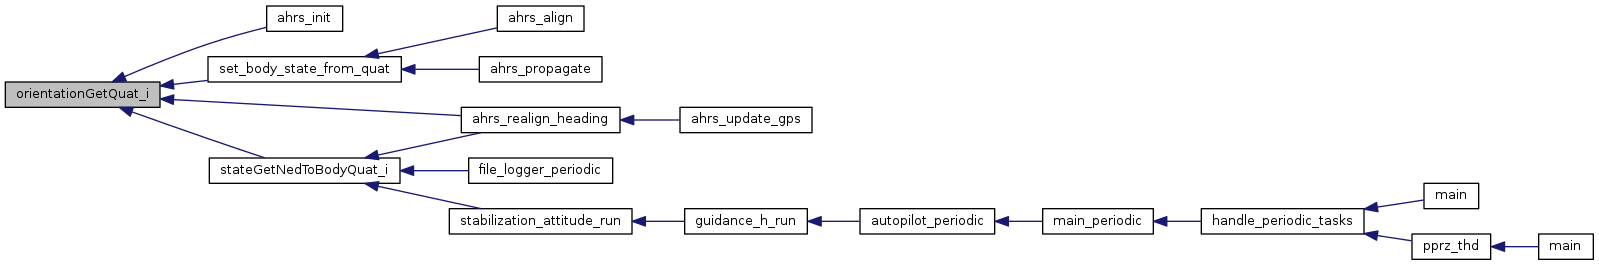 ahrs_init
ahrs_align
set_body_state_from_quat
ahrs_propagate
orientationGetQuat_i
ahrs_realign_heading
ahrs_update_gps
stateGetNedToBodyQuat_i
file_logger_periodic
main
stabilization_attitude_run
guidance_h_run
autopilot_periodic
main_periodic
handle_periodic_tasks
pprz_thd
main